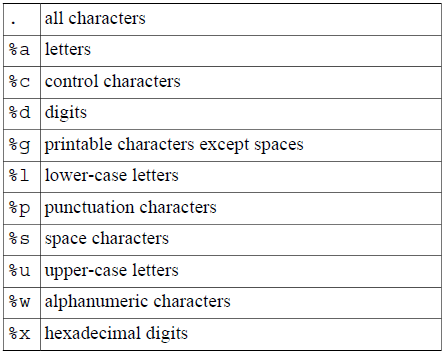 . all characters
%a letters
%c control characters
%d digits
%g printable characters except spaces
%l lower-case letters
%p punctuation characters
%s space characters
%u upper-case letters
%w alphanumeric characters
%x hexadecimal digits